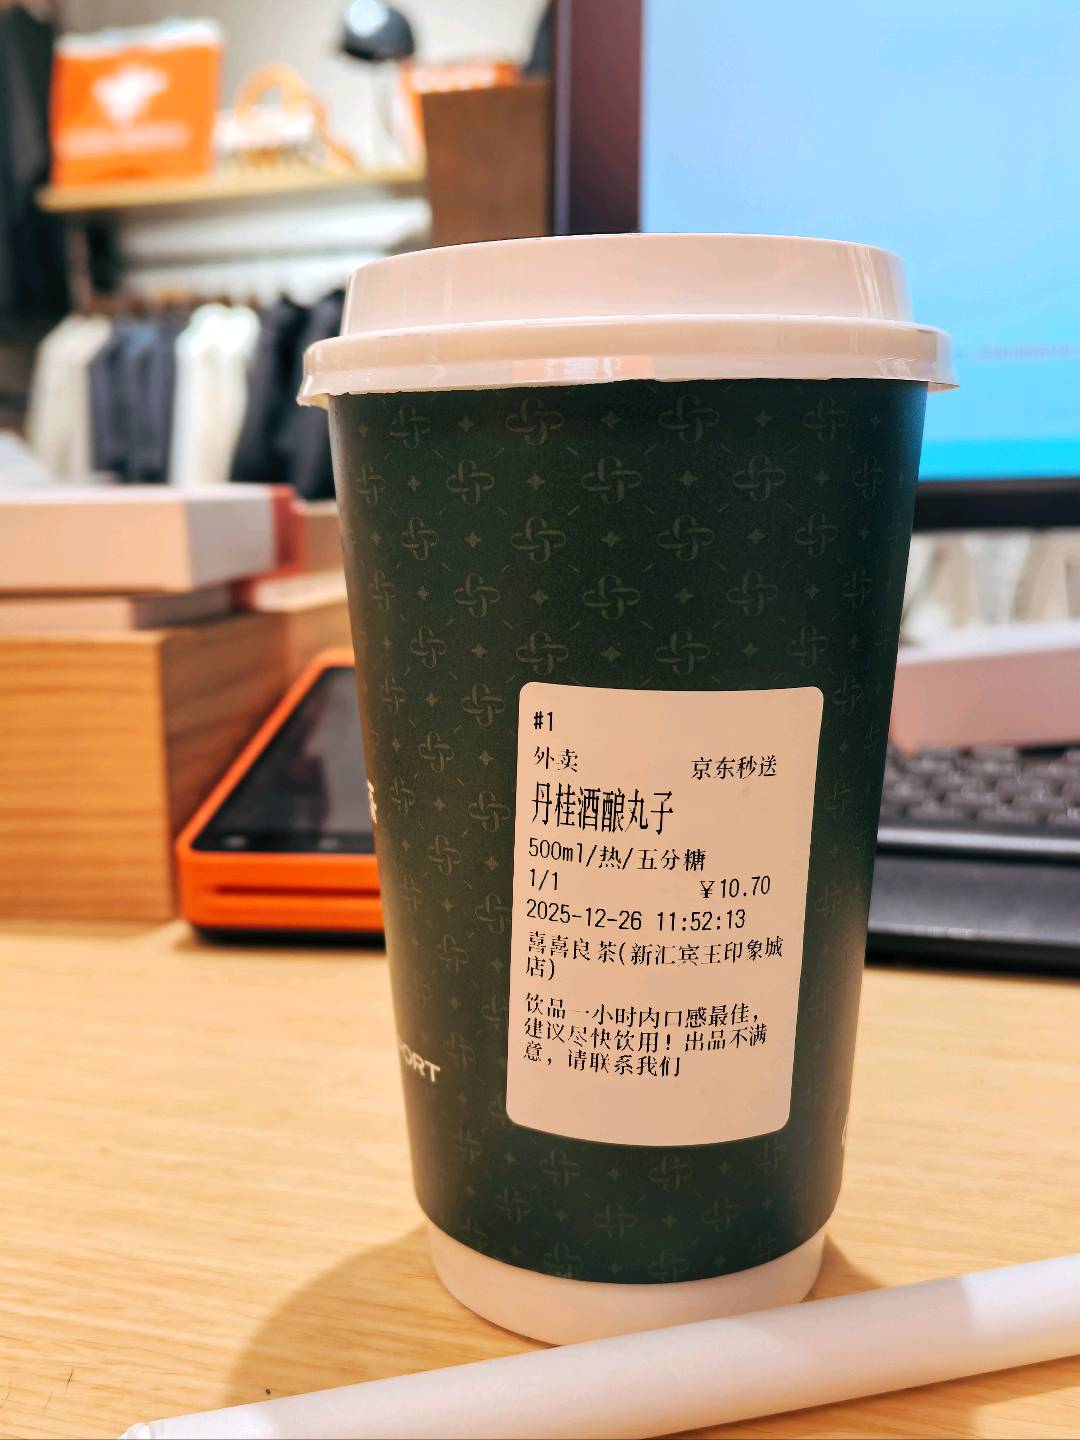 #1
外卖 京东秒送
丹桂酒酿丸子
500ml/热/五分糖
1/1 ￥10.70
2025-12-26 11:52:13
喜喜良茶(新汇宾王印象城
店)
饮品一小时内口感最佳，
建议尽快饮用！出品不满
意，请联系我们
PORT